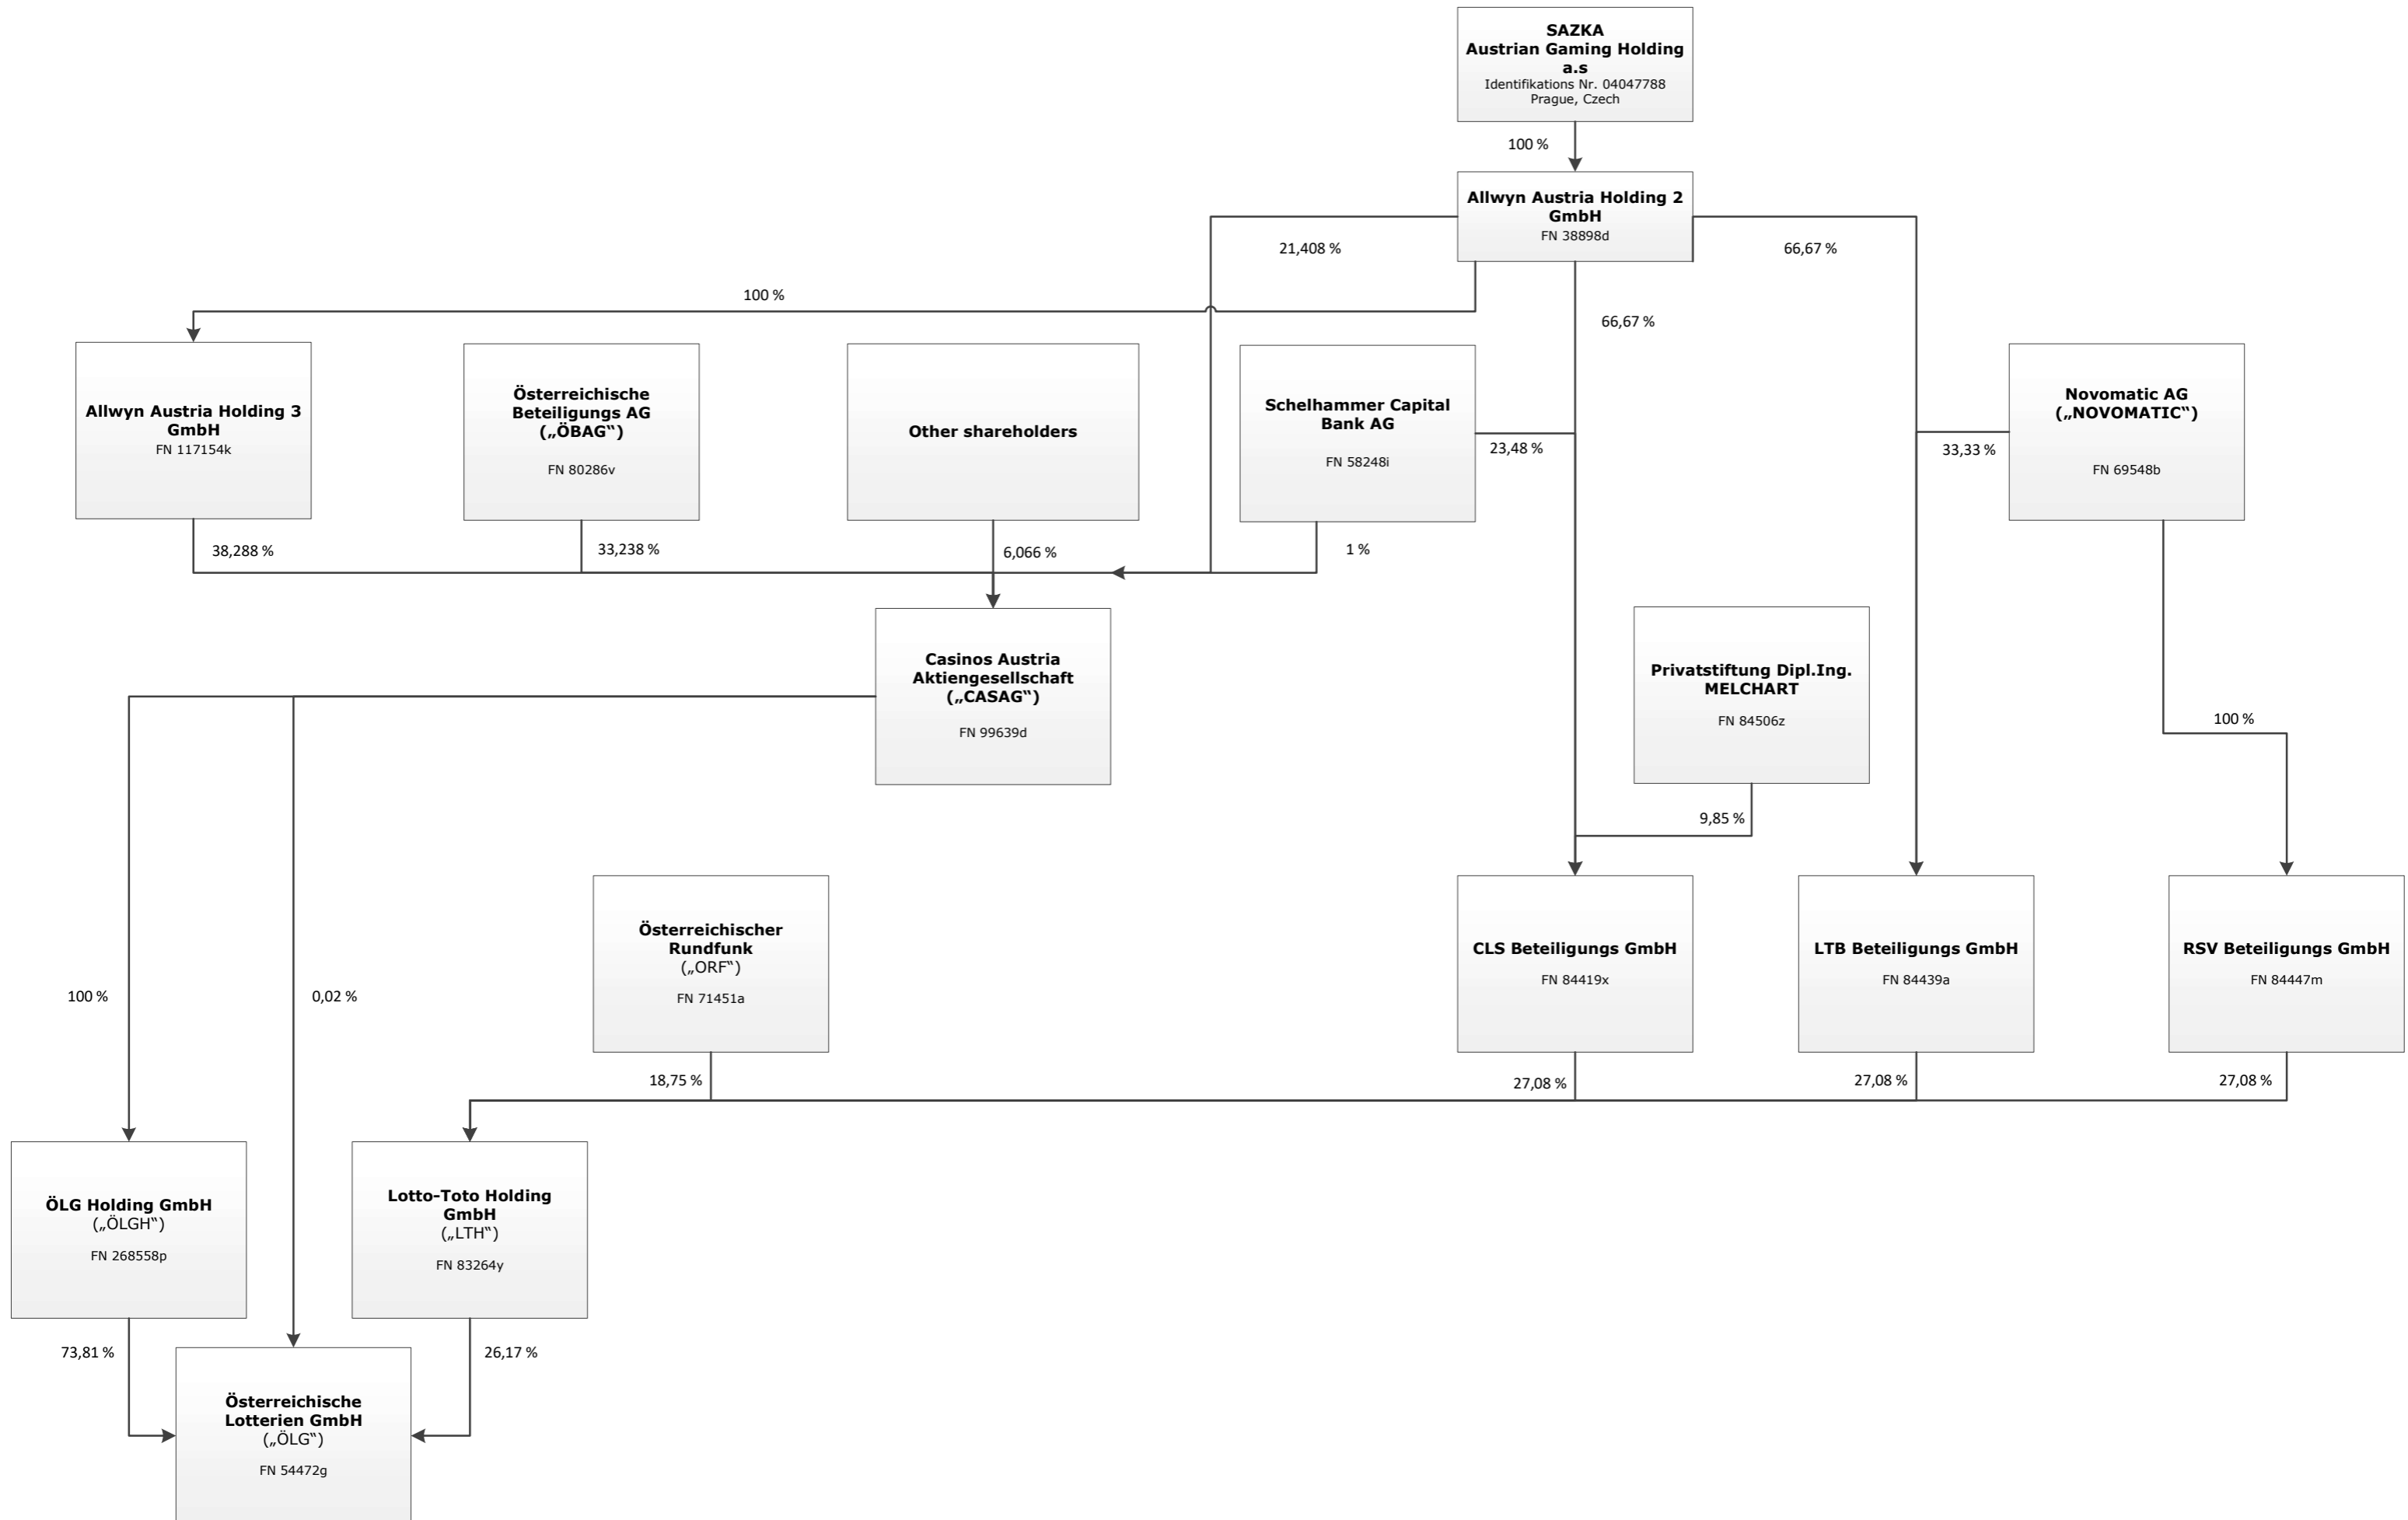 SAZKA
Austrian Gaming Holding
a.s
Identifikations Nr. 04047788
Prague, Czech
100 %
Allwyn Austria Holding 2
GmbH
FN 38898d
21,408 %
66,67 %
100 %
66,67 %
Allwyn Austria Holding 3
GmbH
FN 117154k
Österreichische
Beteiligungs AG
(„ÖBAG“)
FN 80286v
Other shareholders
Schelhammer Capital
Bank AG
FN 58248i
23,48 %
Novomatic AG
(„NOVOMATIC“)
FN 69548b
33,33 %
38,288 %
33,238 %
6,066 %
1 %
Casinos Austria
Aktiengesellschaft
(„CASAG“)
FN 99639d
Privatstiftung Dipl.Ing.
MELCHART
FN 84506z
100 %
9,85 %
Österreichischer
Rundfunk
(„ORF“)
FN 71451a
CLS Beteiligungs GmbH
FN 84419x
LTB Beteiligungs GmbH
FN 84439a
RSV Beteiligungs GmbH
FN 84447m
100 %
0,02 %
18,75 %
27,08 %
27,08 %
27,08 %
ÖLG Holding GmbH
(„ÖLGH“)
FN 268558p
Lotto-Toto Holding
GmbH
(„LTH“)
FN 83264y
73,81 %
26,17 %
Österreichische
Lotterien GmbH
(„ÖLG“)
FN 54472g